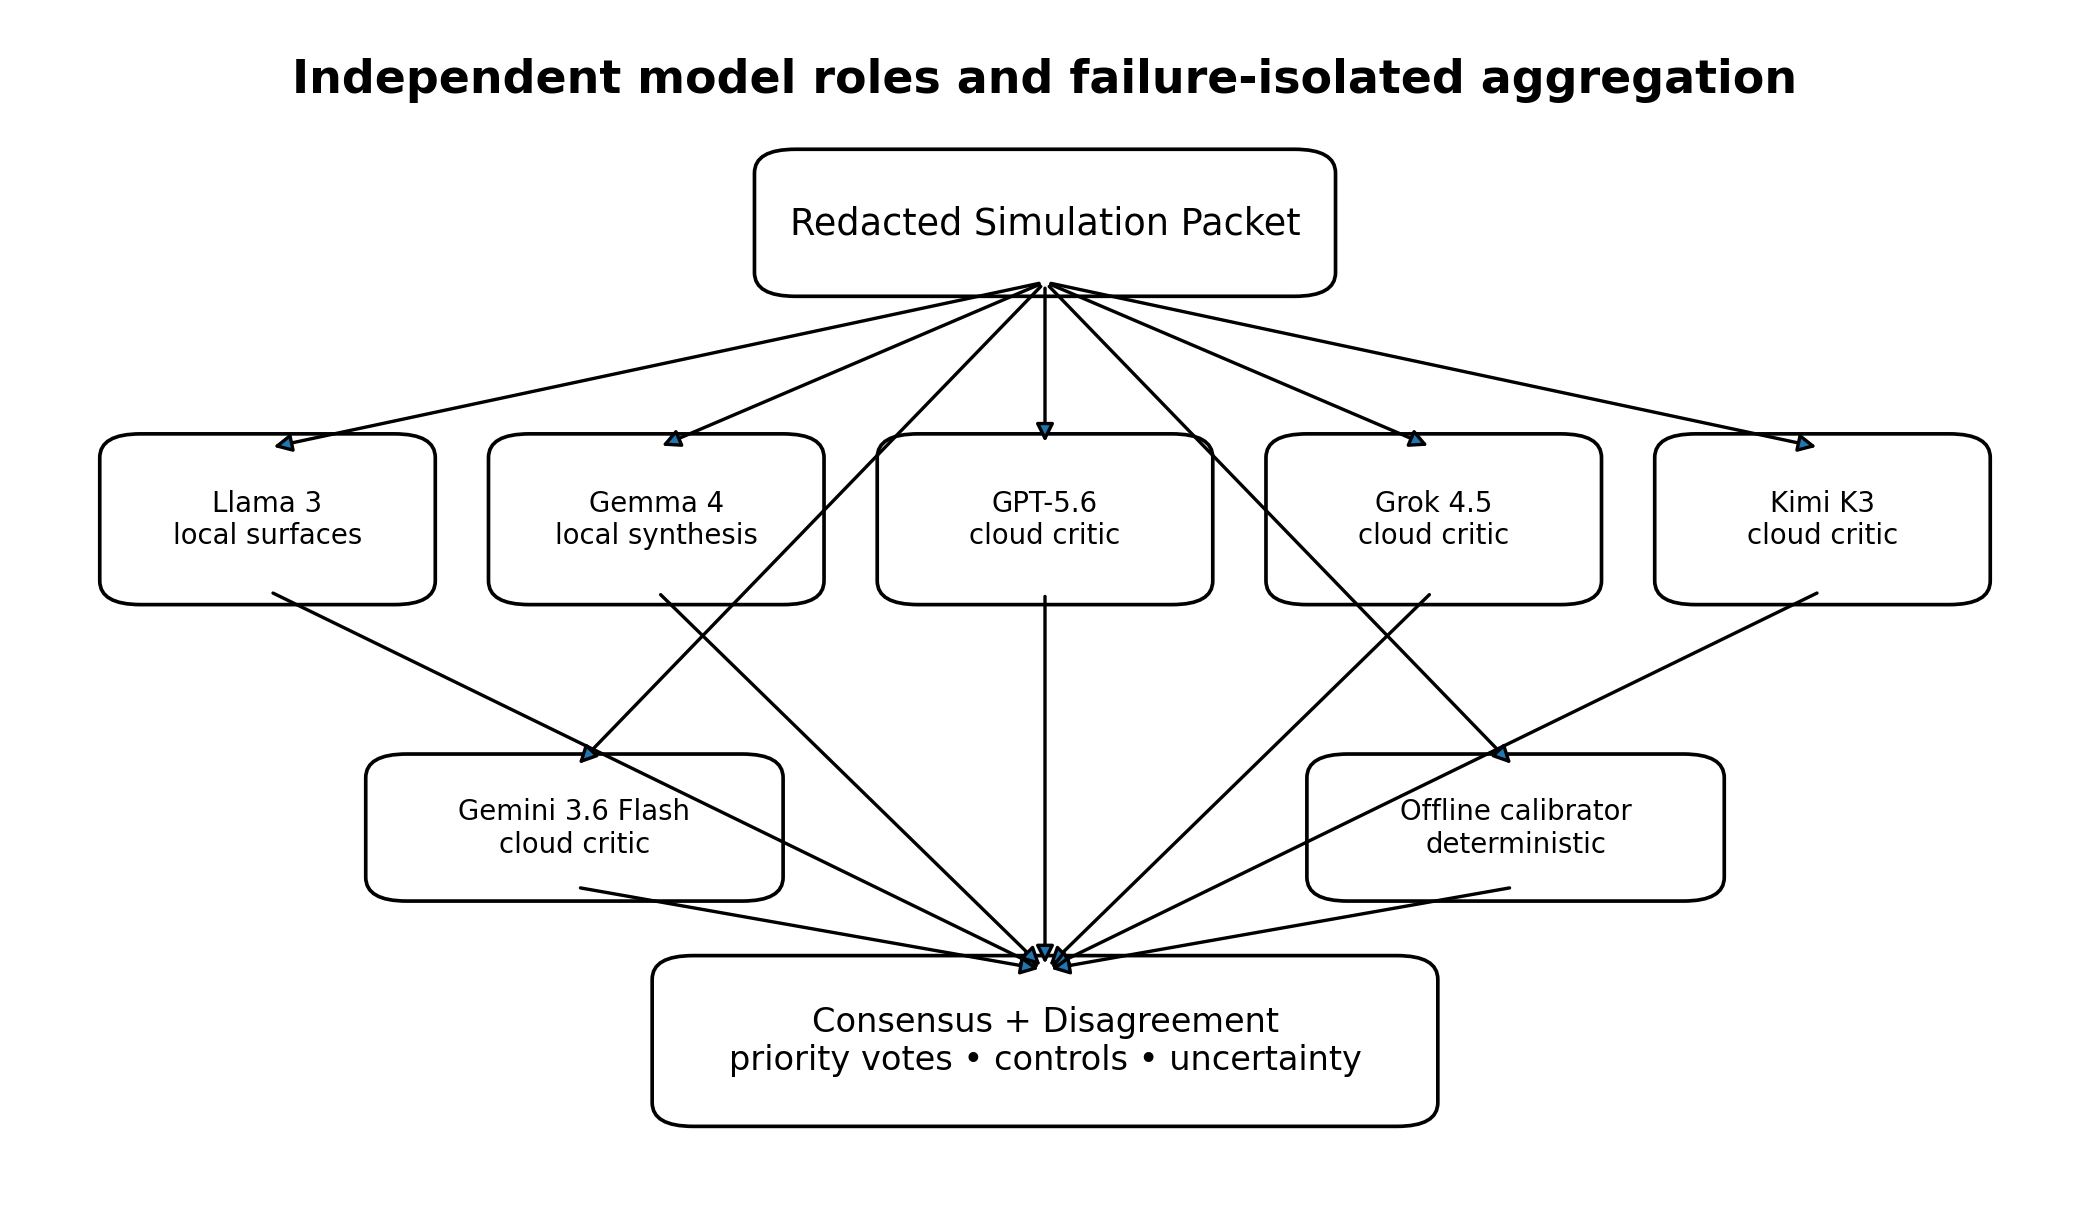 Independent model roles and failure-isolated aggregation
Redacted Simulation Packet
Llama 3
local surfaces
Gemma 4
local synthesis
GPT-5.6
cloud critic
Grok 4.5
cloud critic
Kimi K3
cloud critic
Gemini 3.6 Flash
cloud critic
Offline calibrator
deterministic
Consensus + Disagreement
priority votes • controls • uncertainty